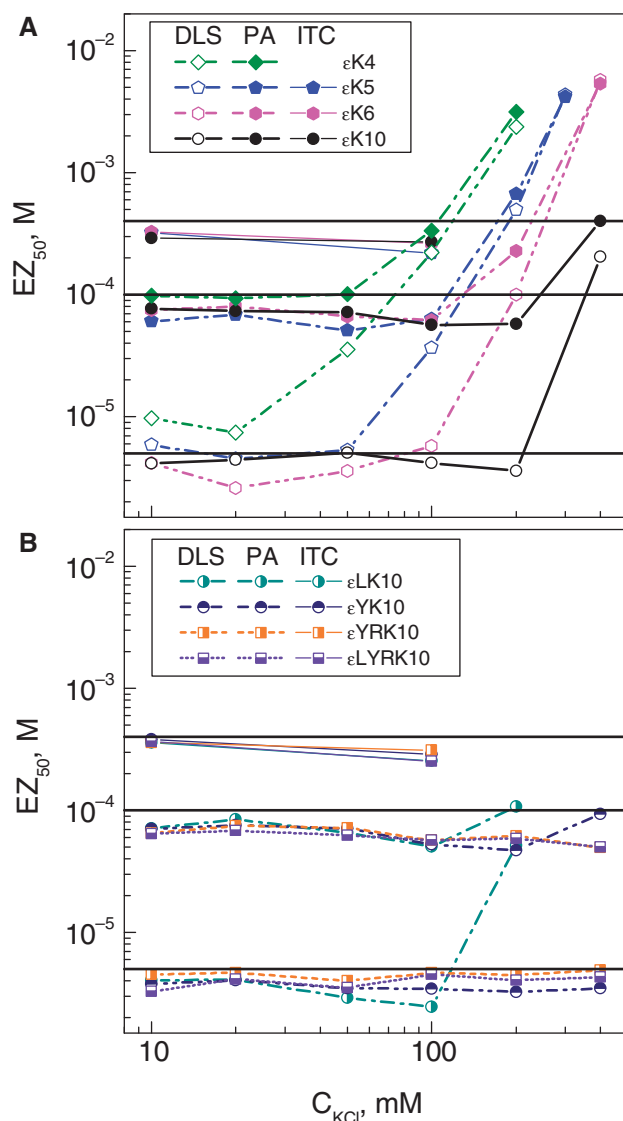 A
DLS PA ITC
εK4
εK5
εK6
εK10
10⁻²
10⁻³
10⁻⁴
10⁻⁵
EZ₅₀, M
B
DLS PA ITC
εLK10
εYK10
εYRK10
εLYRK10
10⁻²
10⁻³
10⁻⁴
10⁻⁵
EZ₅₀, M
10 100
C_KCl, mM